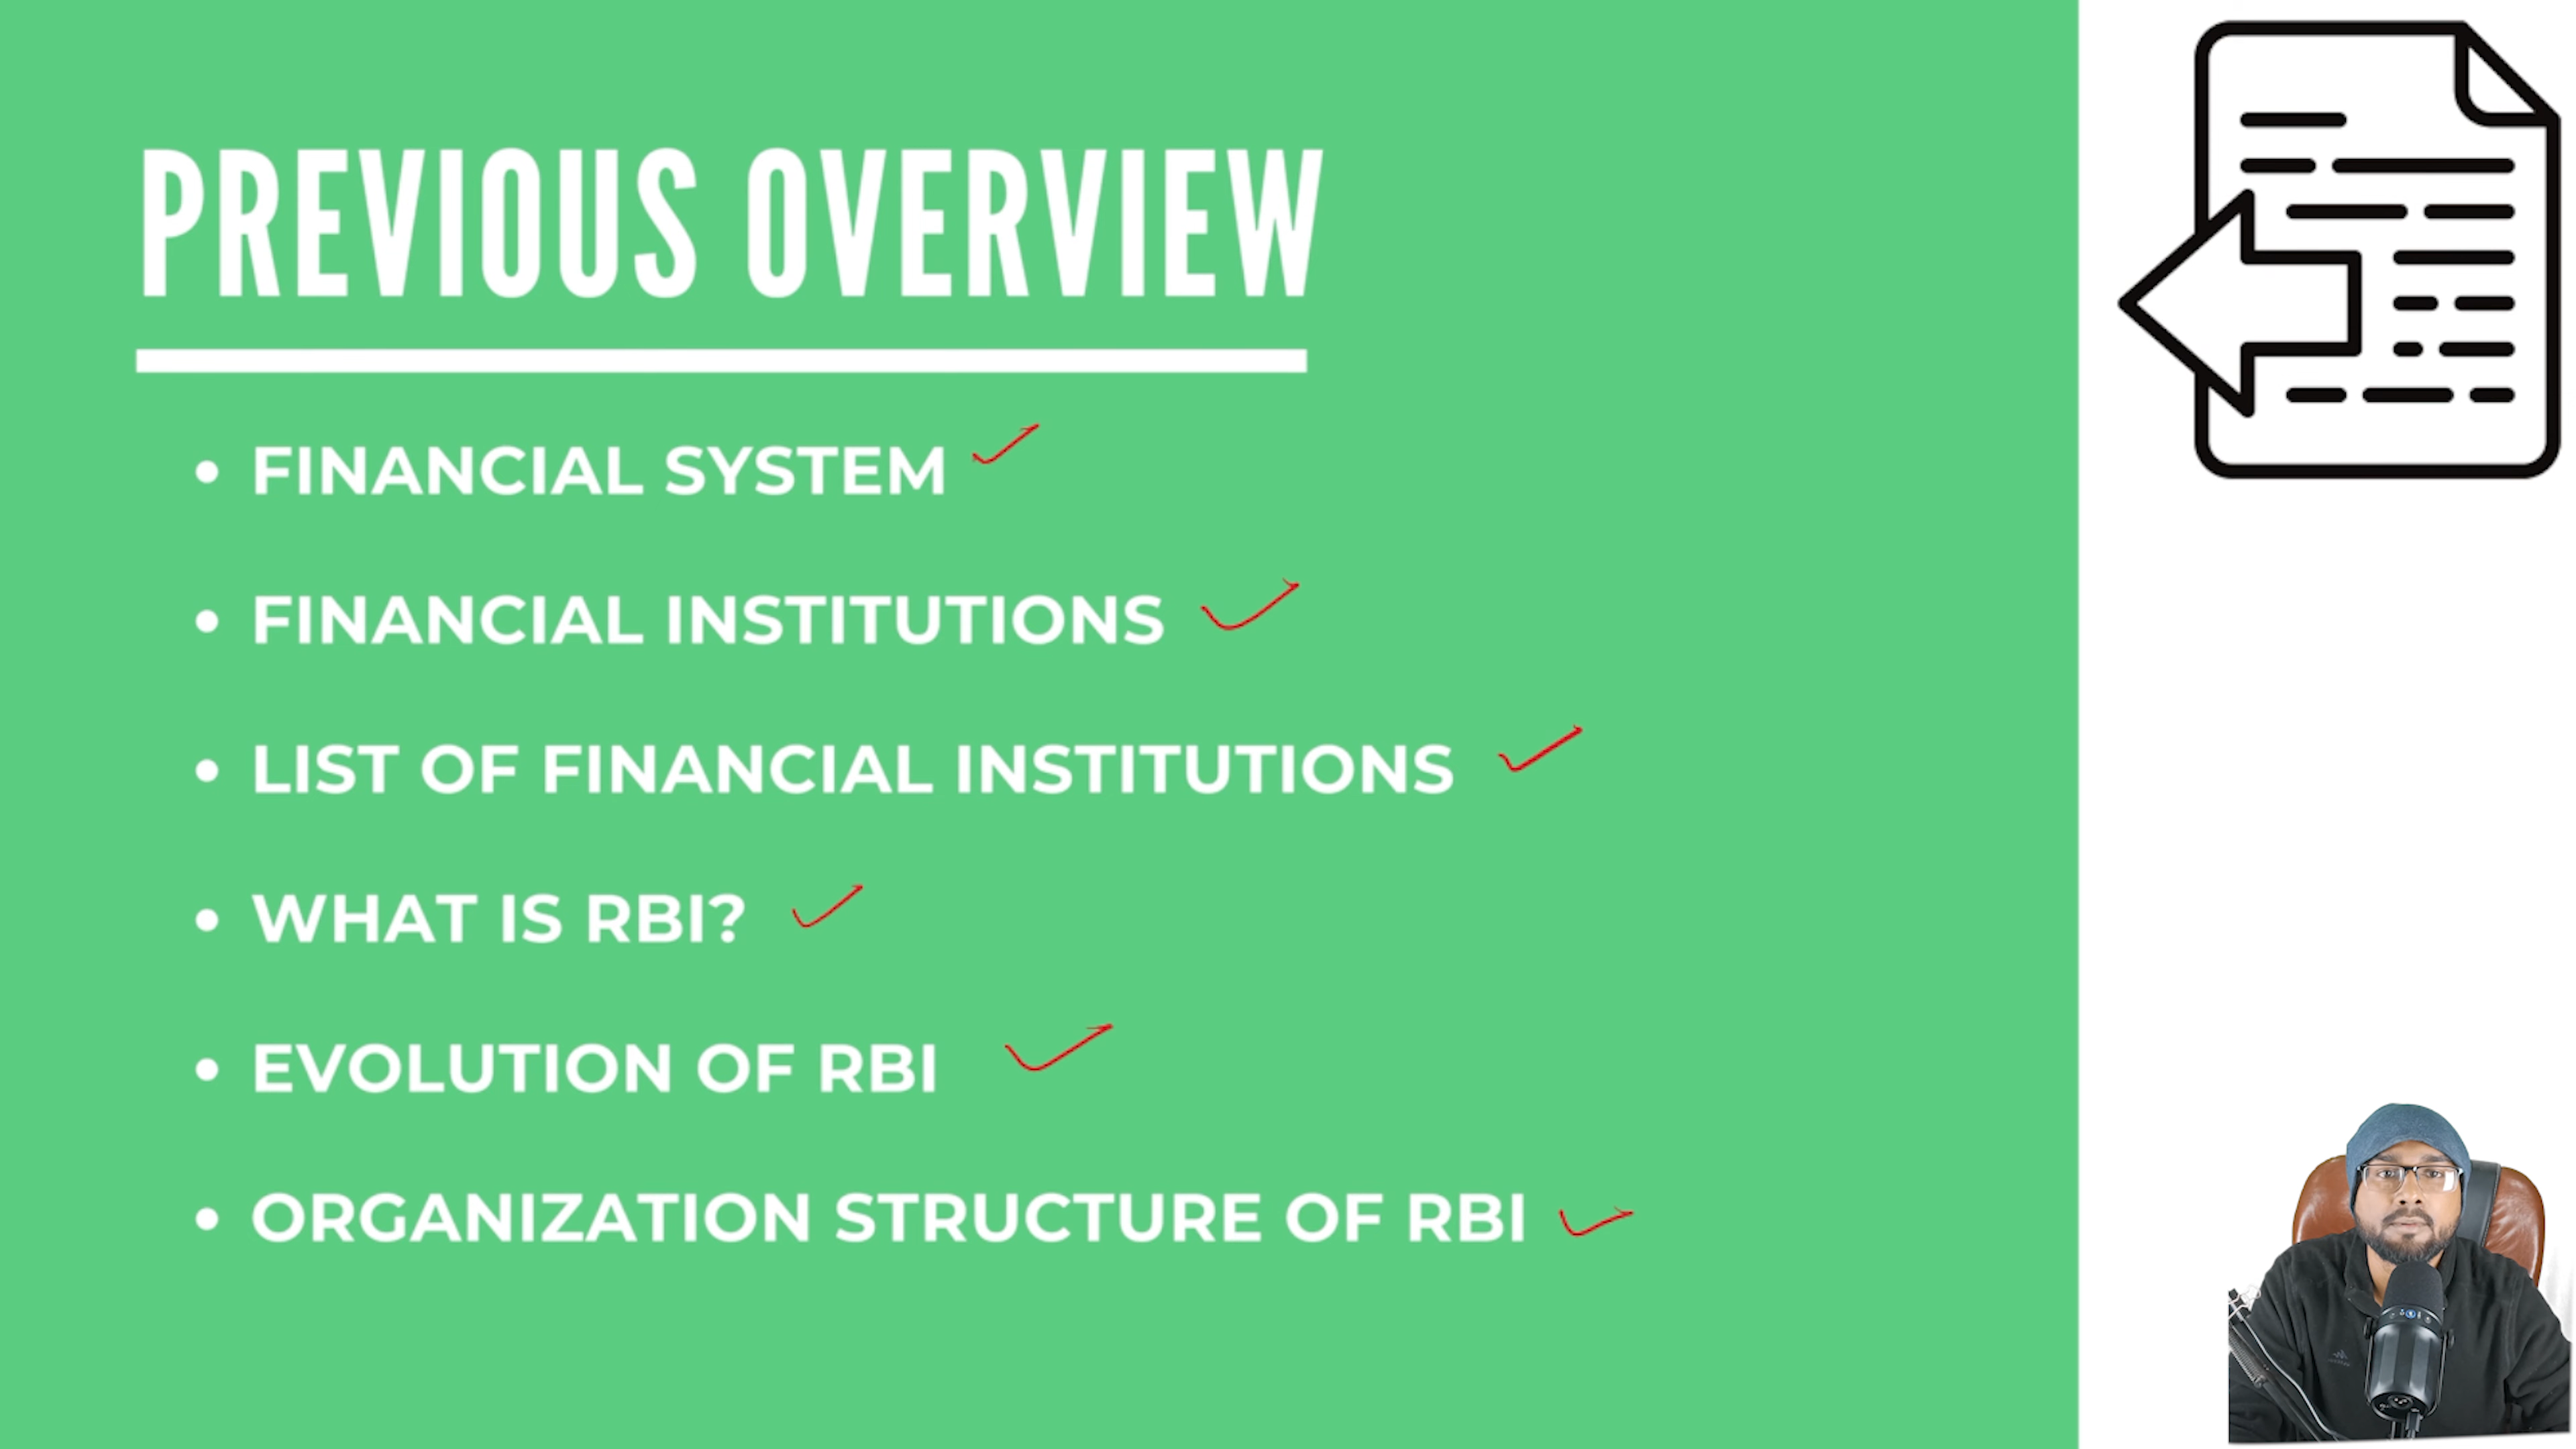 PREVIOUS OVERVIEW
FINANCIAL SYSTEM
FINANCIAL INSTITUTIONS
LIST OF FINANCIAL INSTITUTIONS
WHAT IS RBI?
EVOLUTION OF RBI
ORGANIZATION STRUCTURE OF RBI